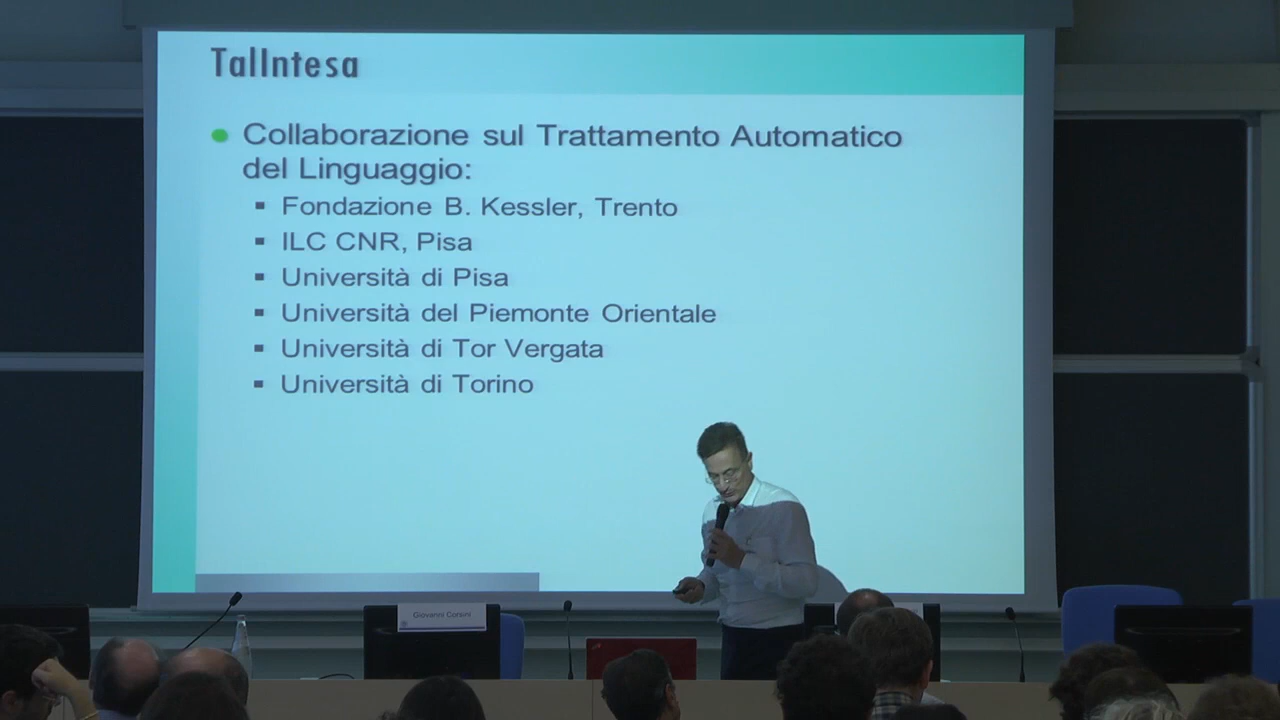 TalIntesa
Collaborazione sul Trattamento Automatico
del Linguaggio:
Fondazione B. Kessler, Trento
ILC CNR, Pisa
Università di Pisa
Università del Piemonte Orientale
Università di Tor Vergata
Università di Torino
Giovanni Corsini